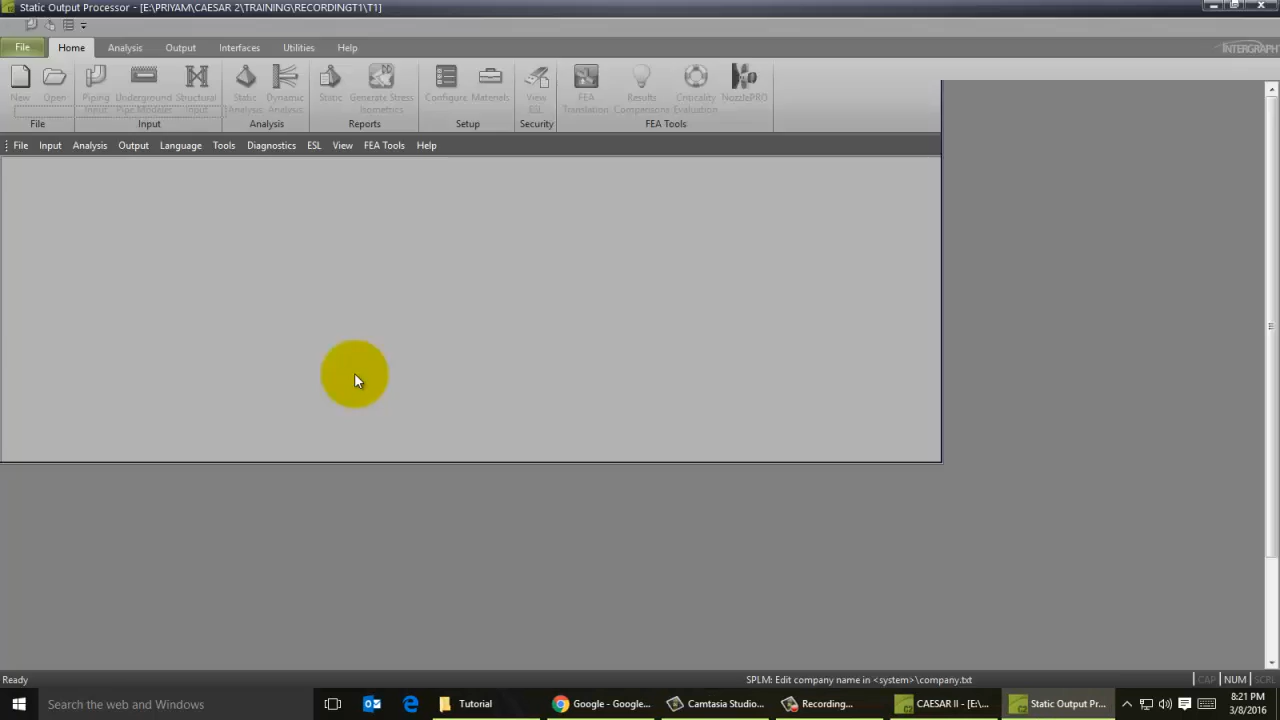 Static Output Processor - [E:\PRIYAM\CAESAR 2\TRAINING\RECORDINGT1\T1]
File Home Analysis Output Interfaces Utilities Help
INTERGRAPH
New Open Piping Input Underground Pipe Modeler Structural Input Static Analysis Dynamic Analysis Static Generate Stress Isometrics Configure Materials View ESL FEA Translation Results Comparisons Criticality Evaluation NozzlePRO
File Input Analysis Reports Setup Security FEA Tools
File Input Analysis Output Language Tools Diagnostics ESL View FEA Tools Help
Ready SPLM: Edit company name in <system>\company.txt CAP NUM SCRL
Search the web and Windows Tutorial Google - Google... Camtasia Studio... Recording... CAESAR II - [E:\... Static Output Pr... 8:21 PM
3/8/2016